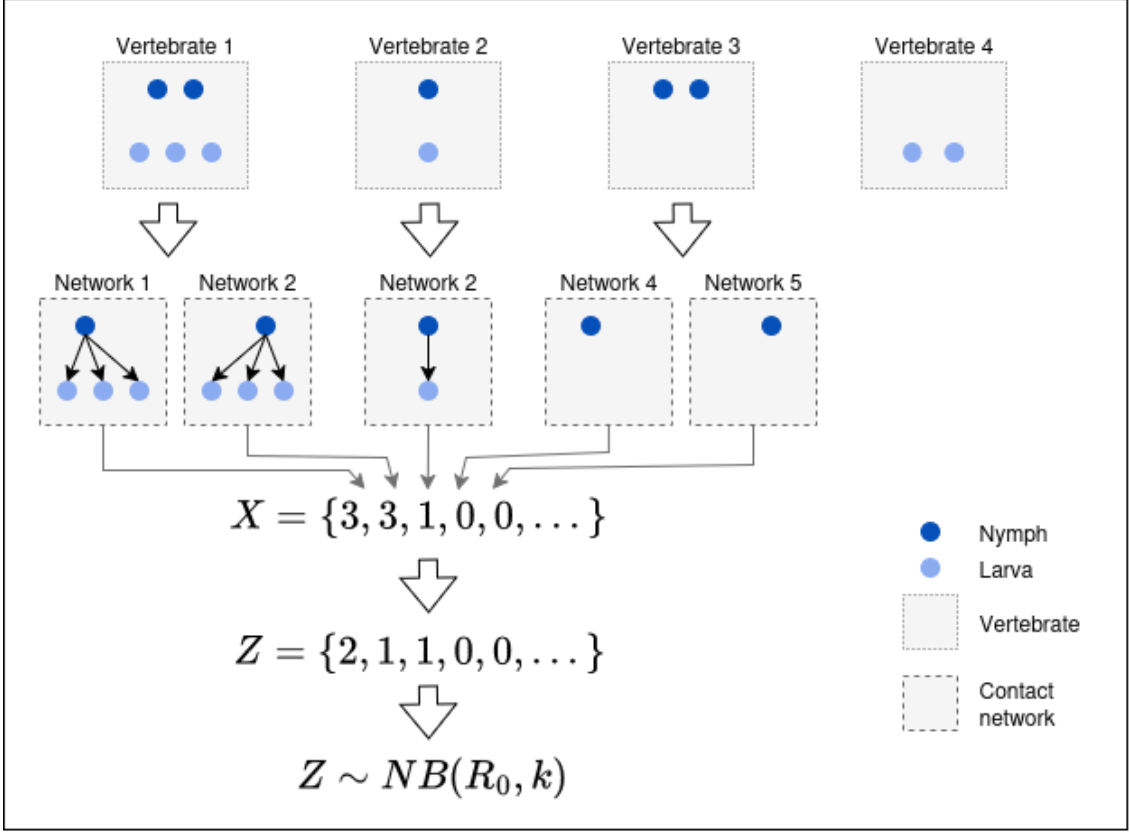 Vertebrate 1
Vertebrate 2
Vertebrate 3
Vertebrate 4
Network 1
Network 2
Network 2
Network 4
Network 5
X = {3, 3, 1, 0, 0, . . . }
Z = {2, 1, 1, 0, 0, . . . }
Z ∼ NB(R₀, k)
Nymph
Larva
Vertebrate
Contact
network